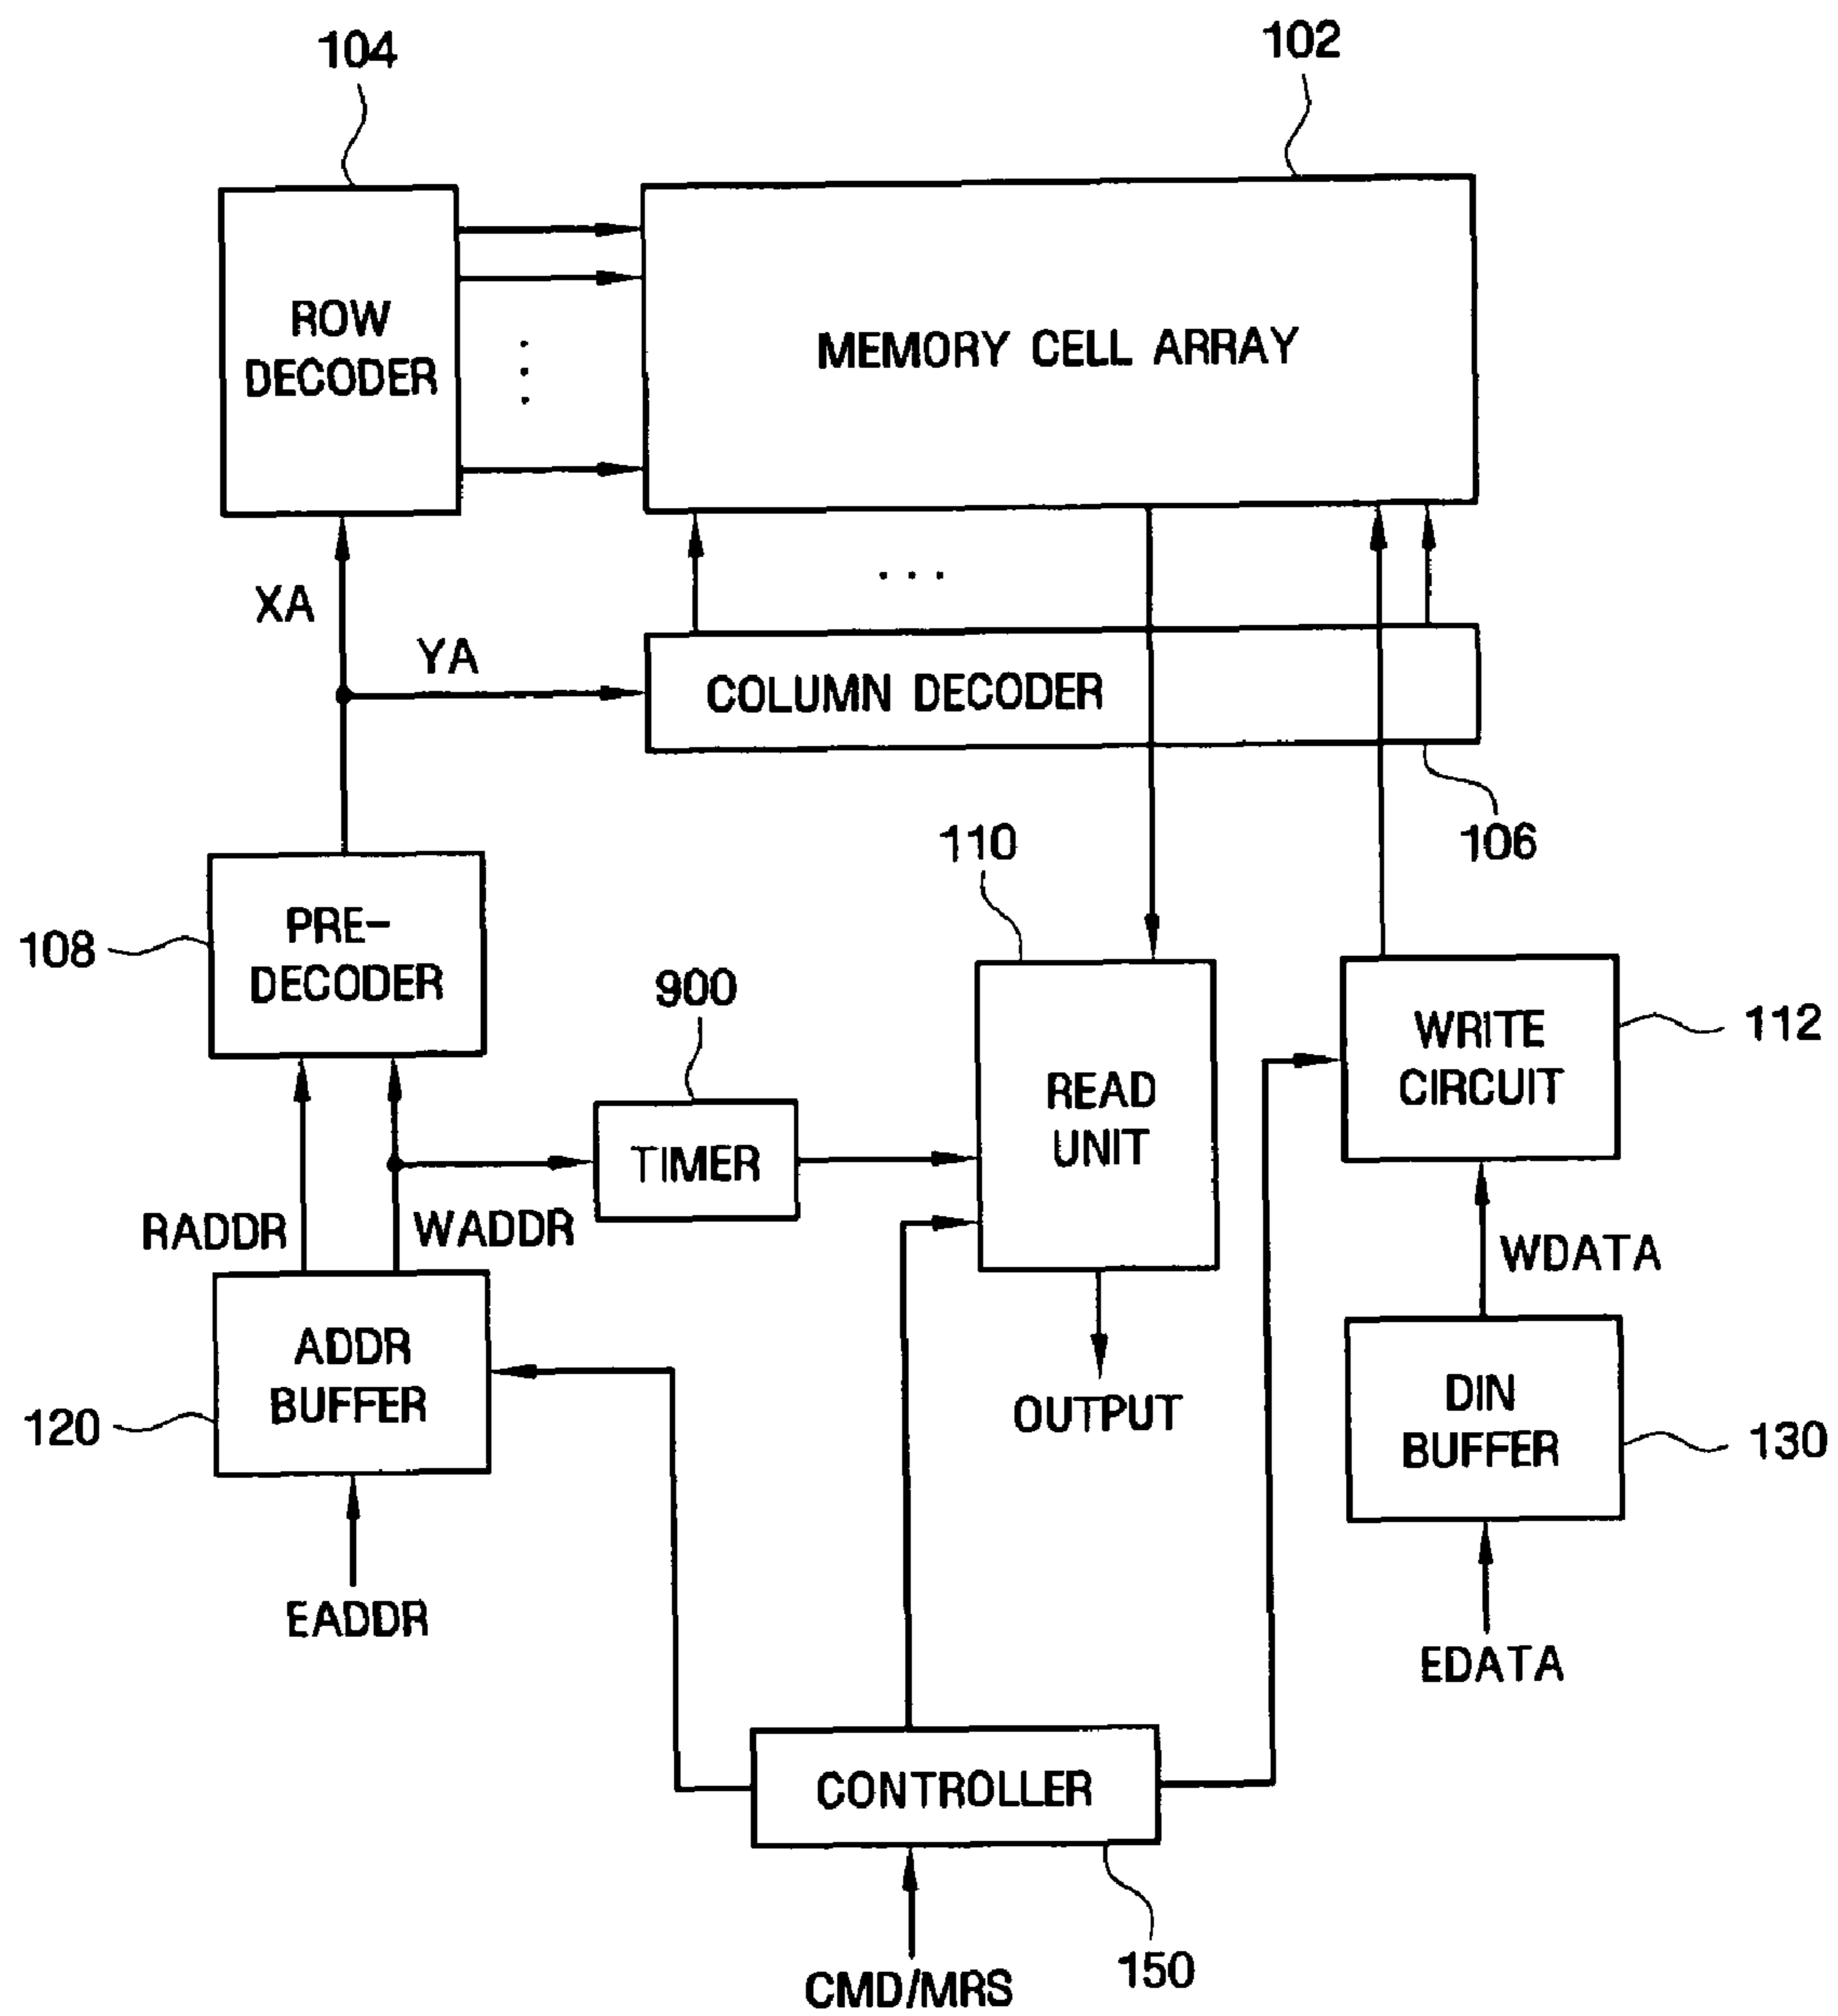 104
102
ROW
DECODER
MEMORY CELL ARRAY
. . .
XA
YA
COLUMN DECODER
106
110
108
PRE-
DECODER
900
WRITE
CIRCUIT
112
READ
UNIT
TIMER
RADDR
WADDR
WDATA
ADDR
BUFFER
120
OUTPUT
DIN
BUFFER
130
EADDR
EDATA
CONTROLLER
150
CMD/MRS